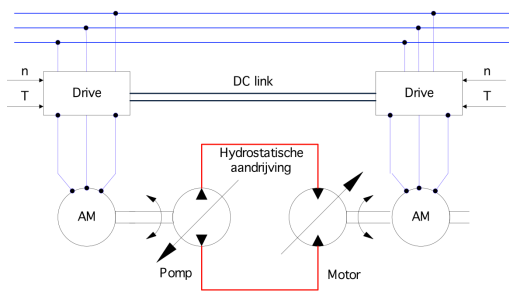 n
T
Drive
DC link
Drive
n
T
Hydrostatische
aandrijving
AM
AM
Pomp
Motor